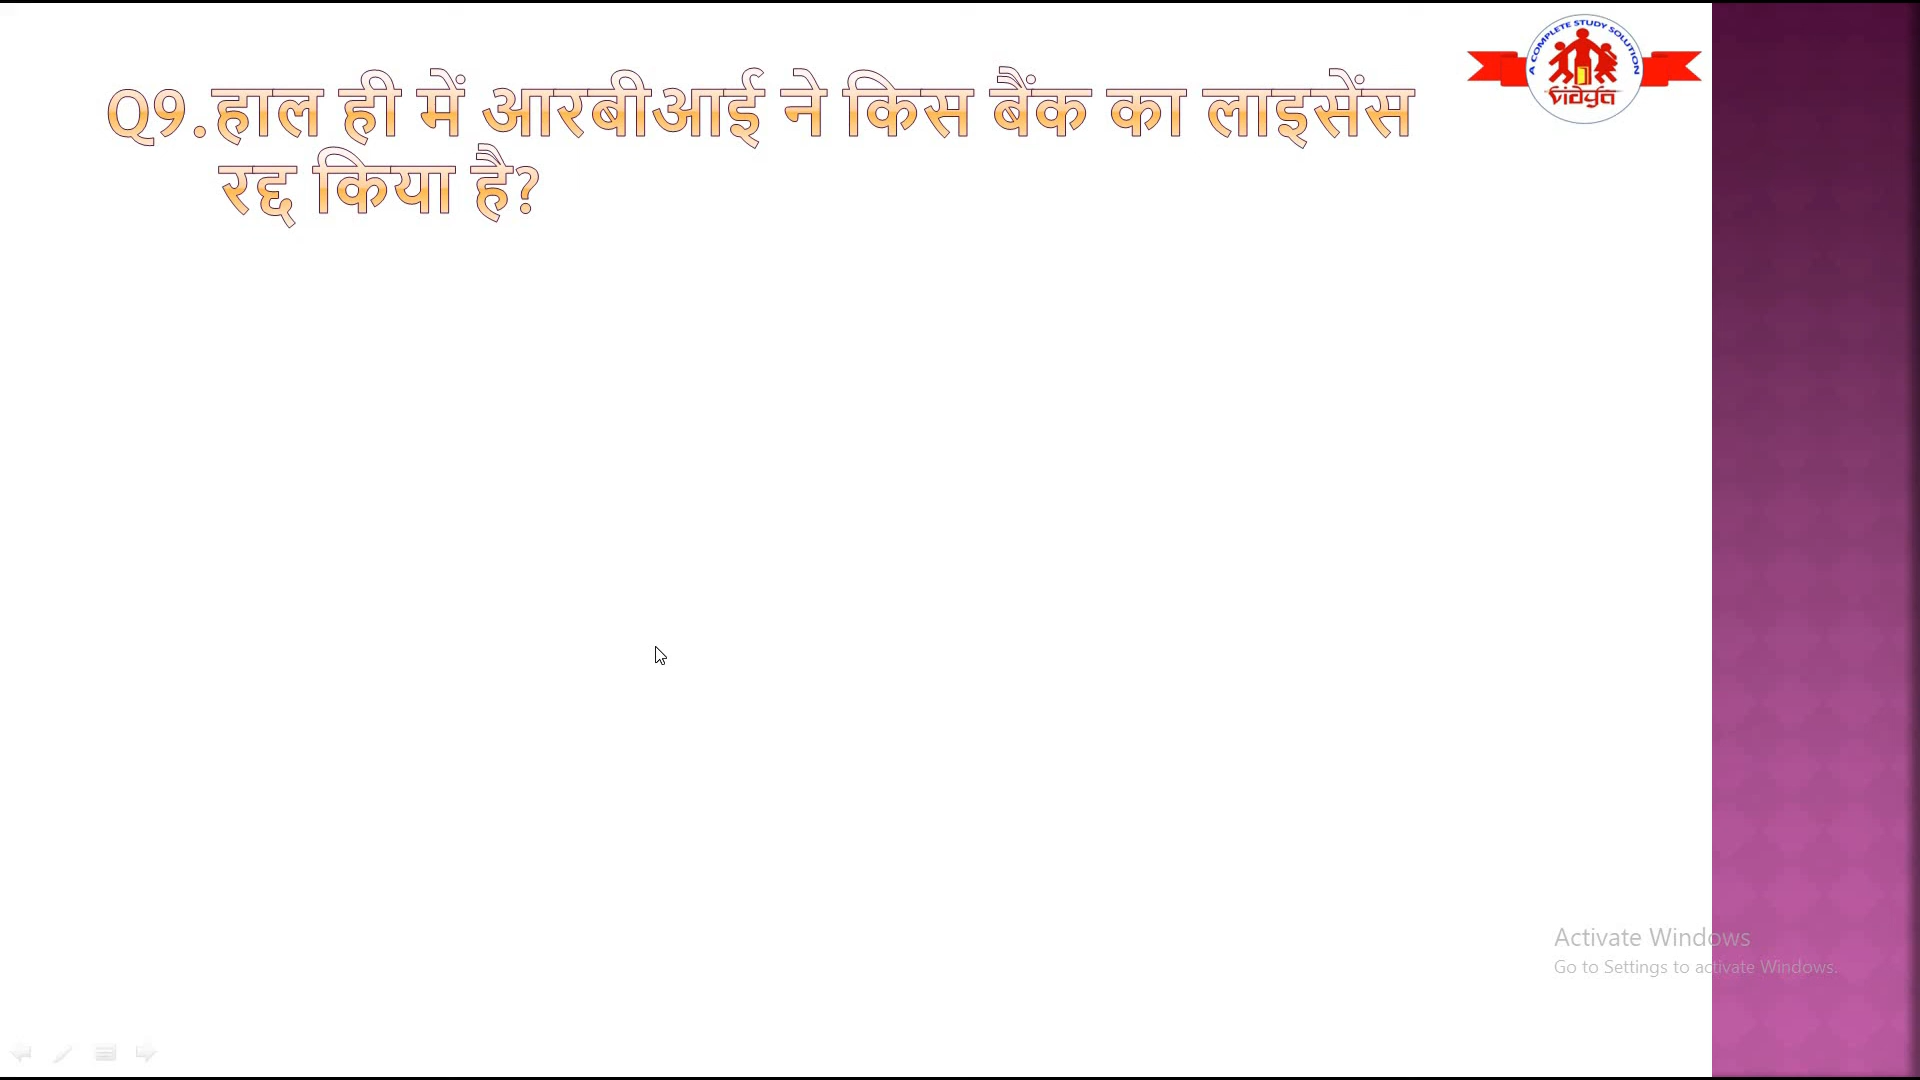 A COMPLETE STUDY SOLUTION
vidya
Q9.हाल ही में आरबीआई ने किस बैंक का लाइसेंस
रद्द किया है?
Activate Windows
Go to Settings to activate Windows.